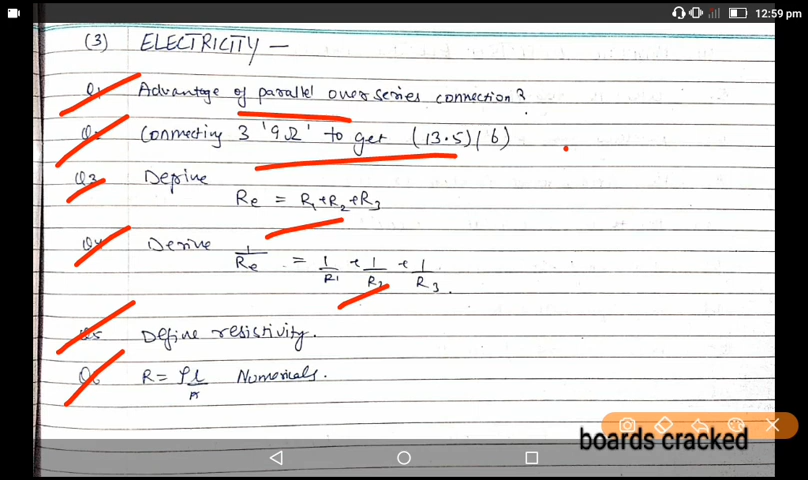 12:59 pm
(3) ELECTRICITY —
Q1 Advantage of parallel over series connection?
Q2 Connecting 3 '9Ω' to get (13.5)/6)
Q3 Derive
Re = R1+R2+R3
Q4 Derive 1/Re = 1/R1 + 1/R2 + 1/R3.
Q5 Define resistivity.
Q6 R = ρl/A Numericals.
boards cracked